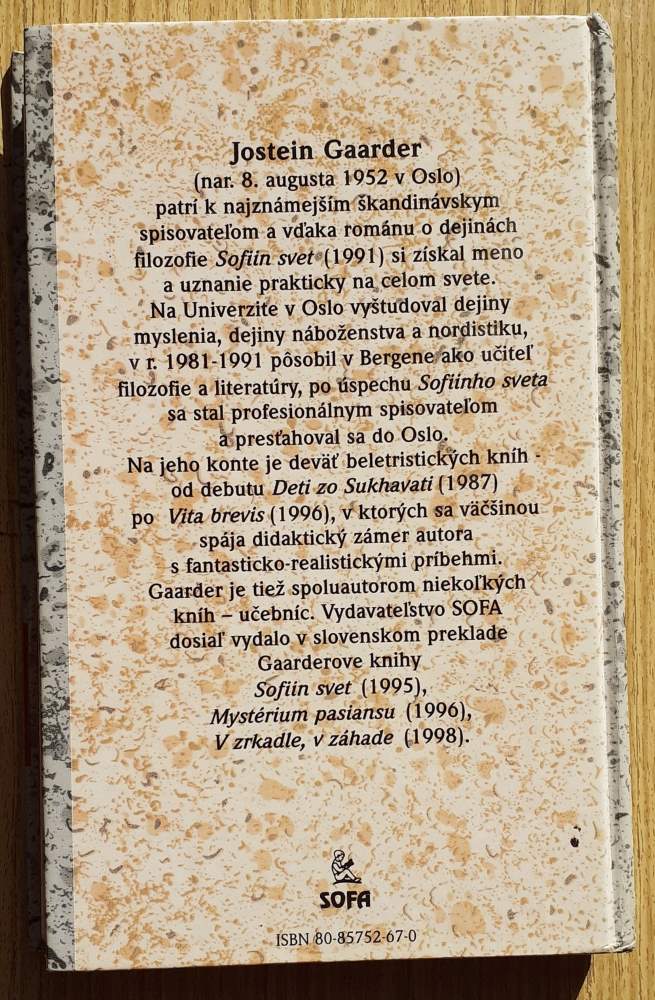 Jostein Gaarder
(nar. 8. augusta 1952 v Oslo)
patrí k najznámejším škandinávskym
spisovateľom a vďaka románu o dejinách
filozofie Sofiin svet (1991) si získal meno
a uznanie prakticky na celom svete.
Na Univerzite v Oslo vyštudoval dejiny
myslenia, dejiny náboženstva a nordistiku,
v r. 1981-1991 pôsobil v Bergene ako učiteľ
filozofie a literatúry, po úspechu Sofiinho sveta
sa stal profesionálnym spisovateľom
a presťahoval sa do Oslo.
Na jeho konte je deväť beletristických kníh -
od debutu Deti zo Sukhavati (1987)
po Vita brevis (1996), v ktorých sa väčšinou
spája didaktický zámer autora
s fantasticko-realistickými príbehmi.
Gaarder je tiež spoluautorom niekoľkých
kníh – učebníc. Vydavateľstvo SOFA
dosiaľ vydalo v slovenskom preklade
Gaarderove knihy
Sofiin svet (1995),
Mystérium pasiansu (1996),
V zrkadle, v záhade (1998).
SOFA
ISBN 80-85752-67-0